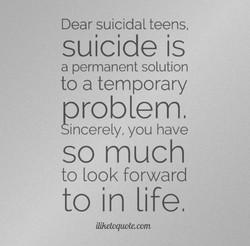 Dear suicidal teens,
suicide is
a permanent solution
to a temporary
problem.
Sincerely, you have
so much
to look forward
to in life.
iliketoquote.com